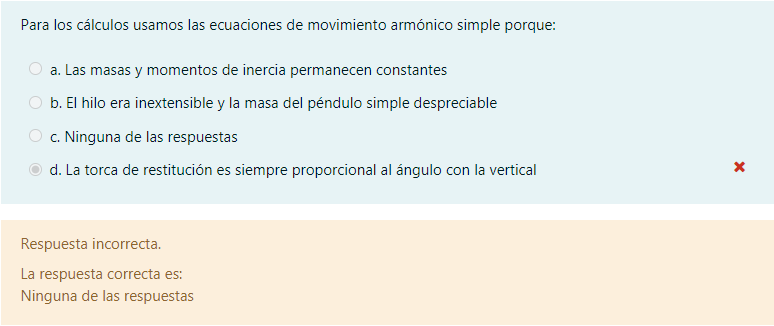 Para los cálculos usamos las ecuaciones de movimiento armónico simple porque:
a. Las masas y momentos de inercia permanecen constantes
b. El hilo era inextensible y la masa del péndulo simple despreciable
c. Ninguna de las respuestas
d. La torca de restitución es siempre proporcional al ángulo con la vertical
Respuesta incorrecta.
La respuesta correcta es:
Ninguna de las respuestas